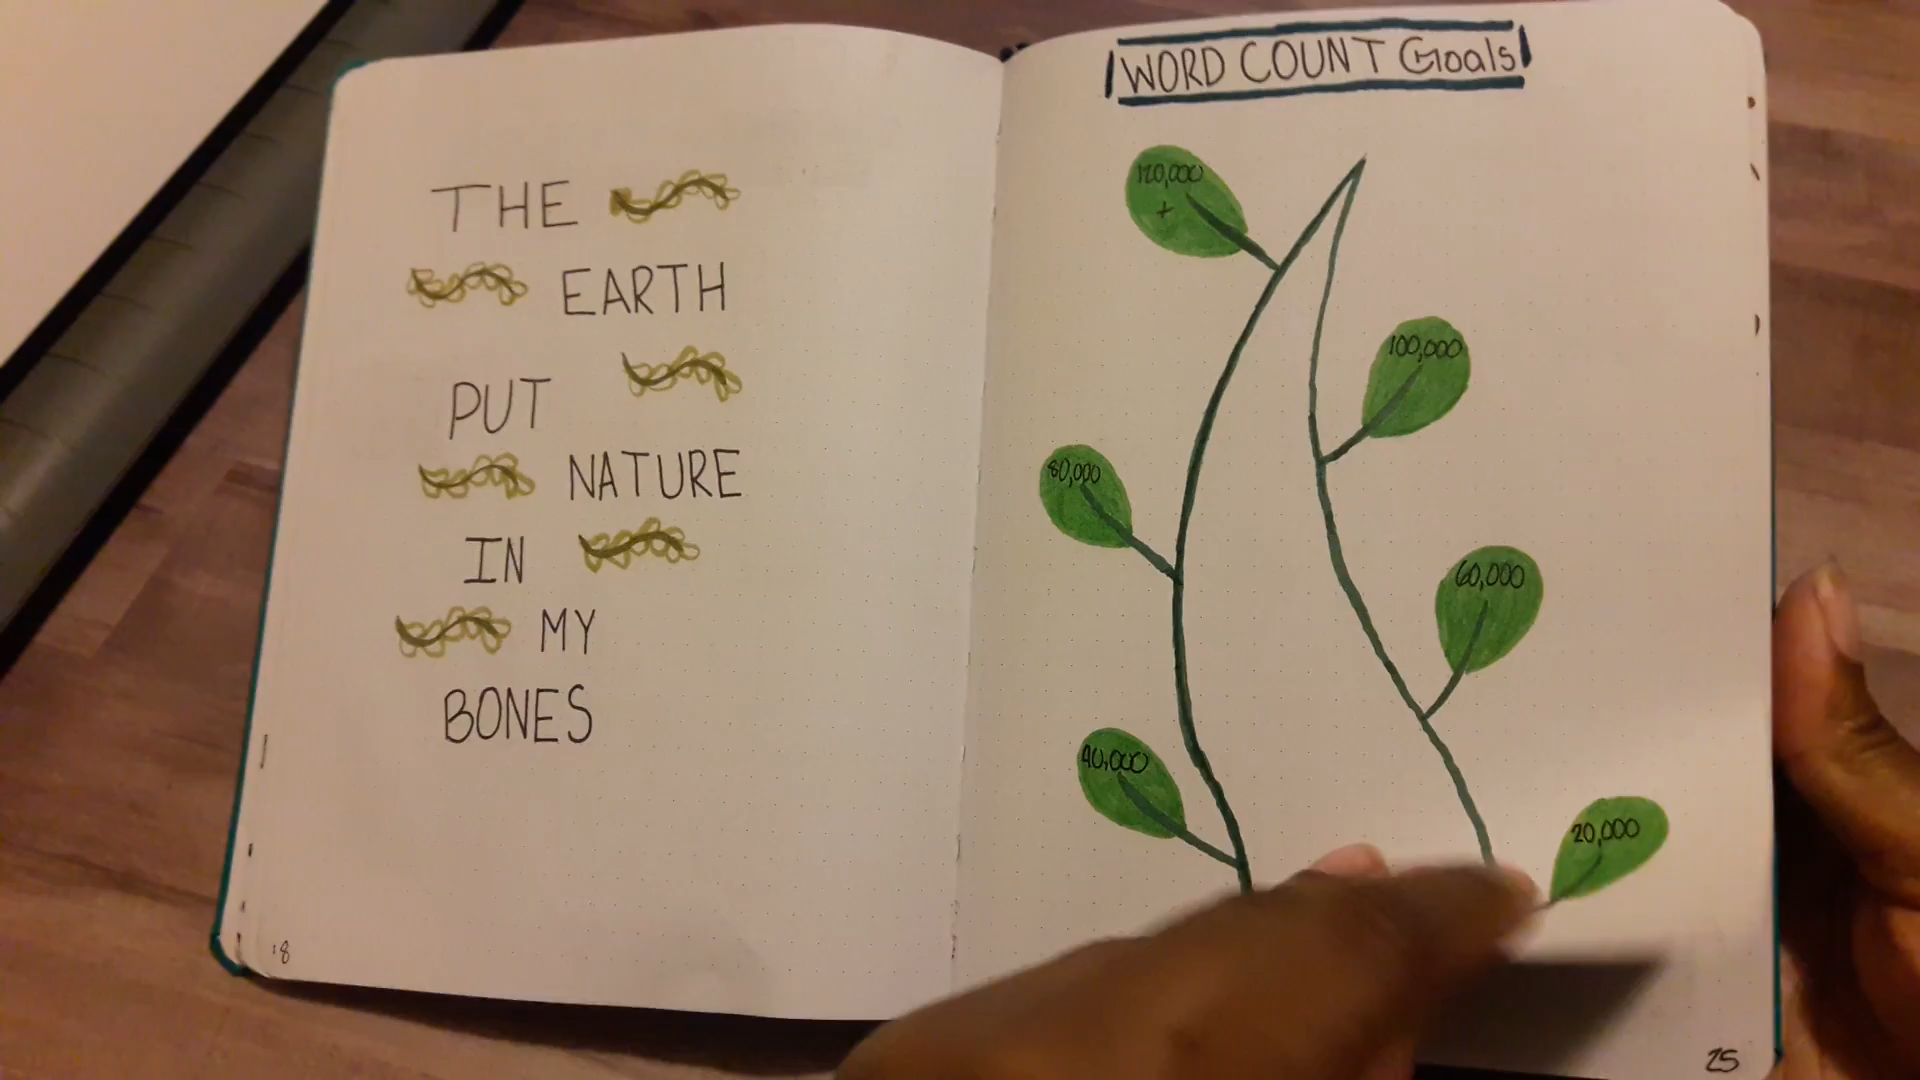 THE
EARTH
PUT
NATURE
IN
MY
BONES
18
WORD COUNT Goals
120,000
+
100,000
80,000
60,000
40,000
20,000
25